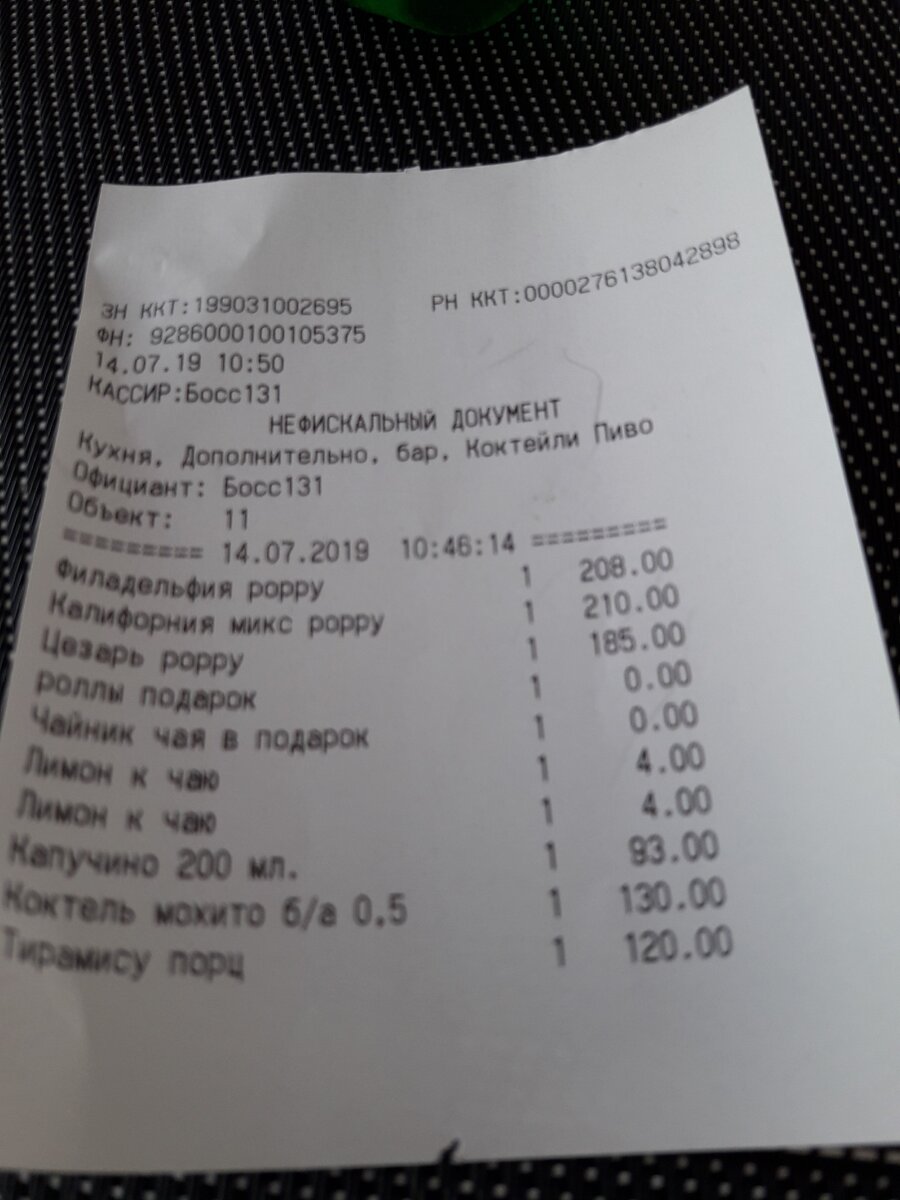 ЗН ККТ:199031002695 РН ККТ:0000276138042898
ФН: 9286000100105375
14.07.19 10:50
КАССИР:Босс131
НЕФИСКАЛЬНЫЙ ДОКУМЕНТ
Кухня, Дополнительно, бар, Коктейли Пиво
Официант: Босс131
Объект: 11
========= 14.07.2019 10:46:14 =========
Филадельфия роррy 1 208.00
Калифорния микс роррy 1 210.00
Цезарь роррy 1 185.00
роллы подарок 1 0.00
Чайник чая в подарок 1 0.00
Лимон к чаю 1 4.00
Лимон к чаю 1 4.00
Капучино 200 мл. 1 93.00
Коктель мохито б/а 0,5 1 130.00
Тирамису порц 1 120.00